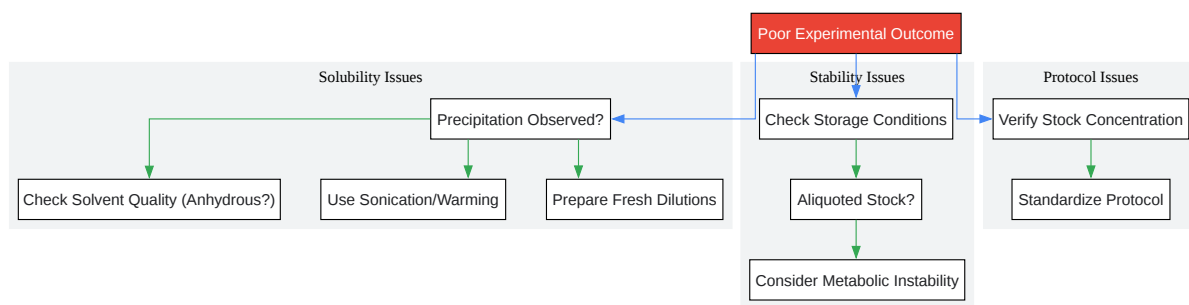 Poor Experimental Outcome
Solubility Issues
Stability Issues
Protocol Issues
Precipitation Observed?
Check Storage Conditions
Verify Stock Concentration
Check Solvent Quality (Anhydrous?)
Use Sonication/Warming
Prepare Fresh Dilutions
Aliquoted Stock?
Standardize Protocol
Consider Metabolic Instability